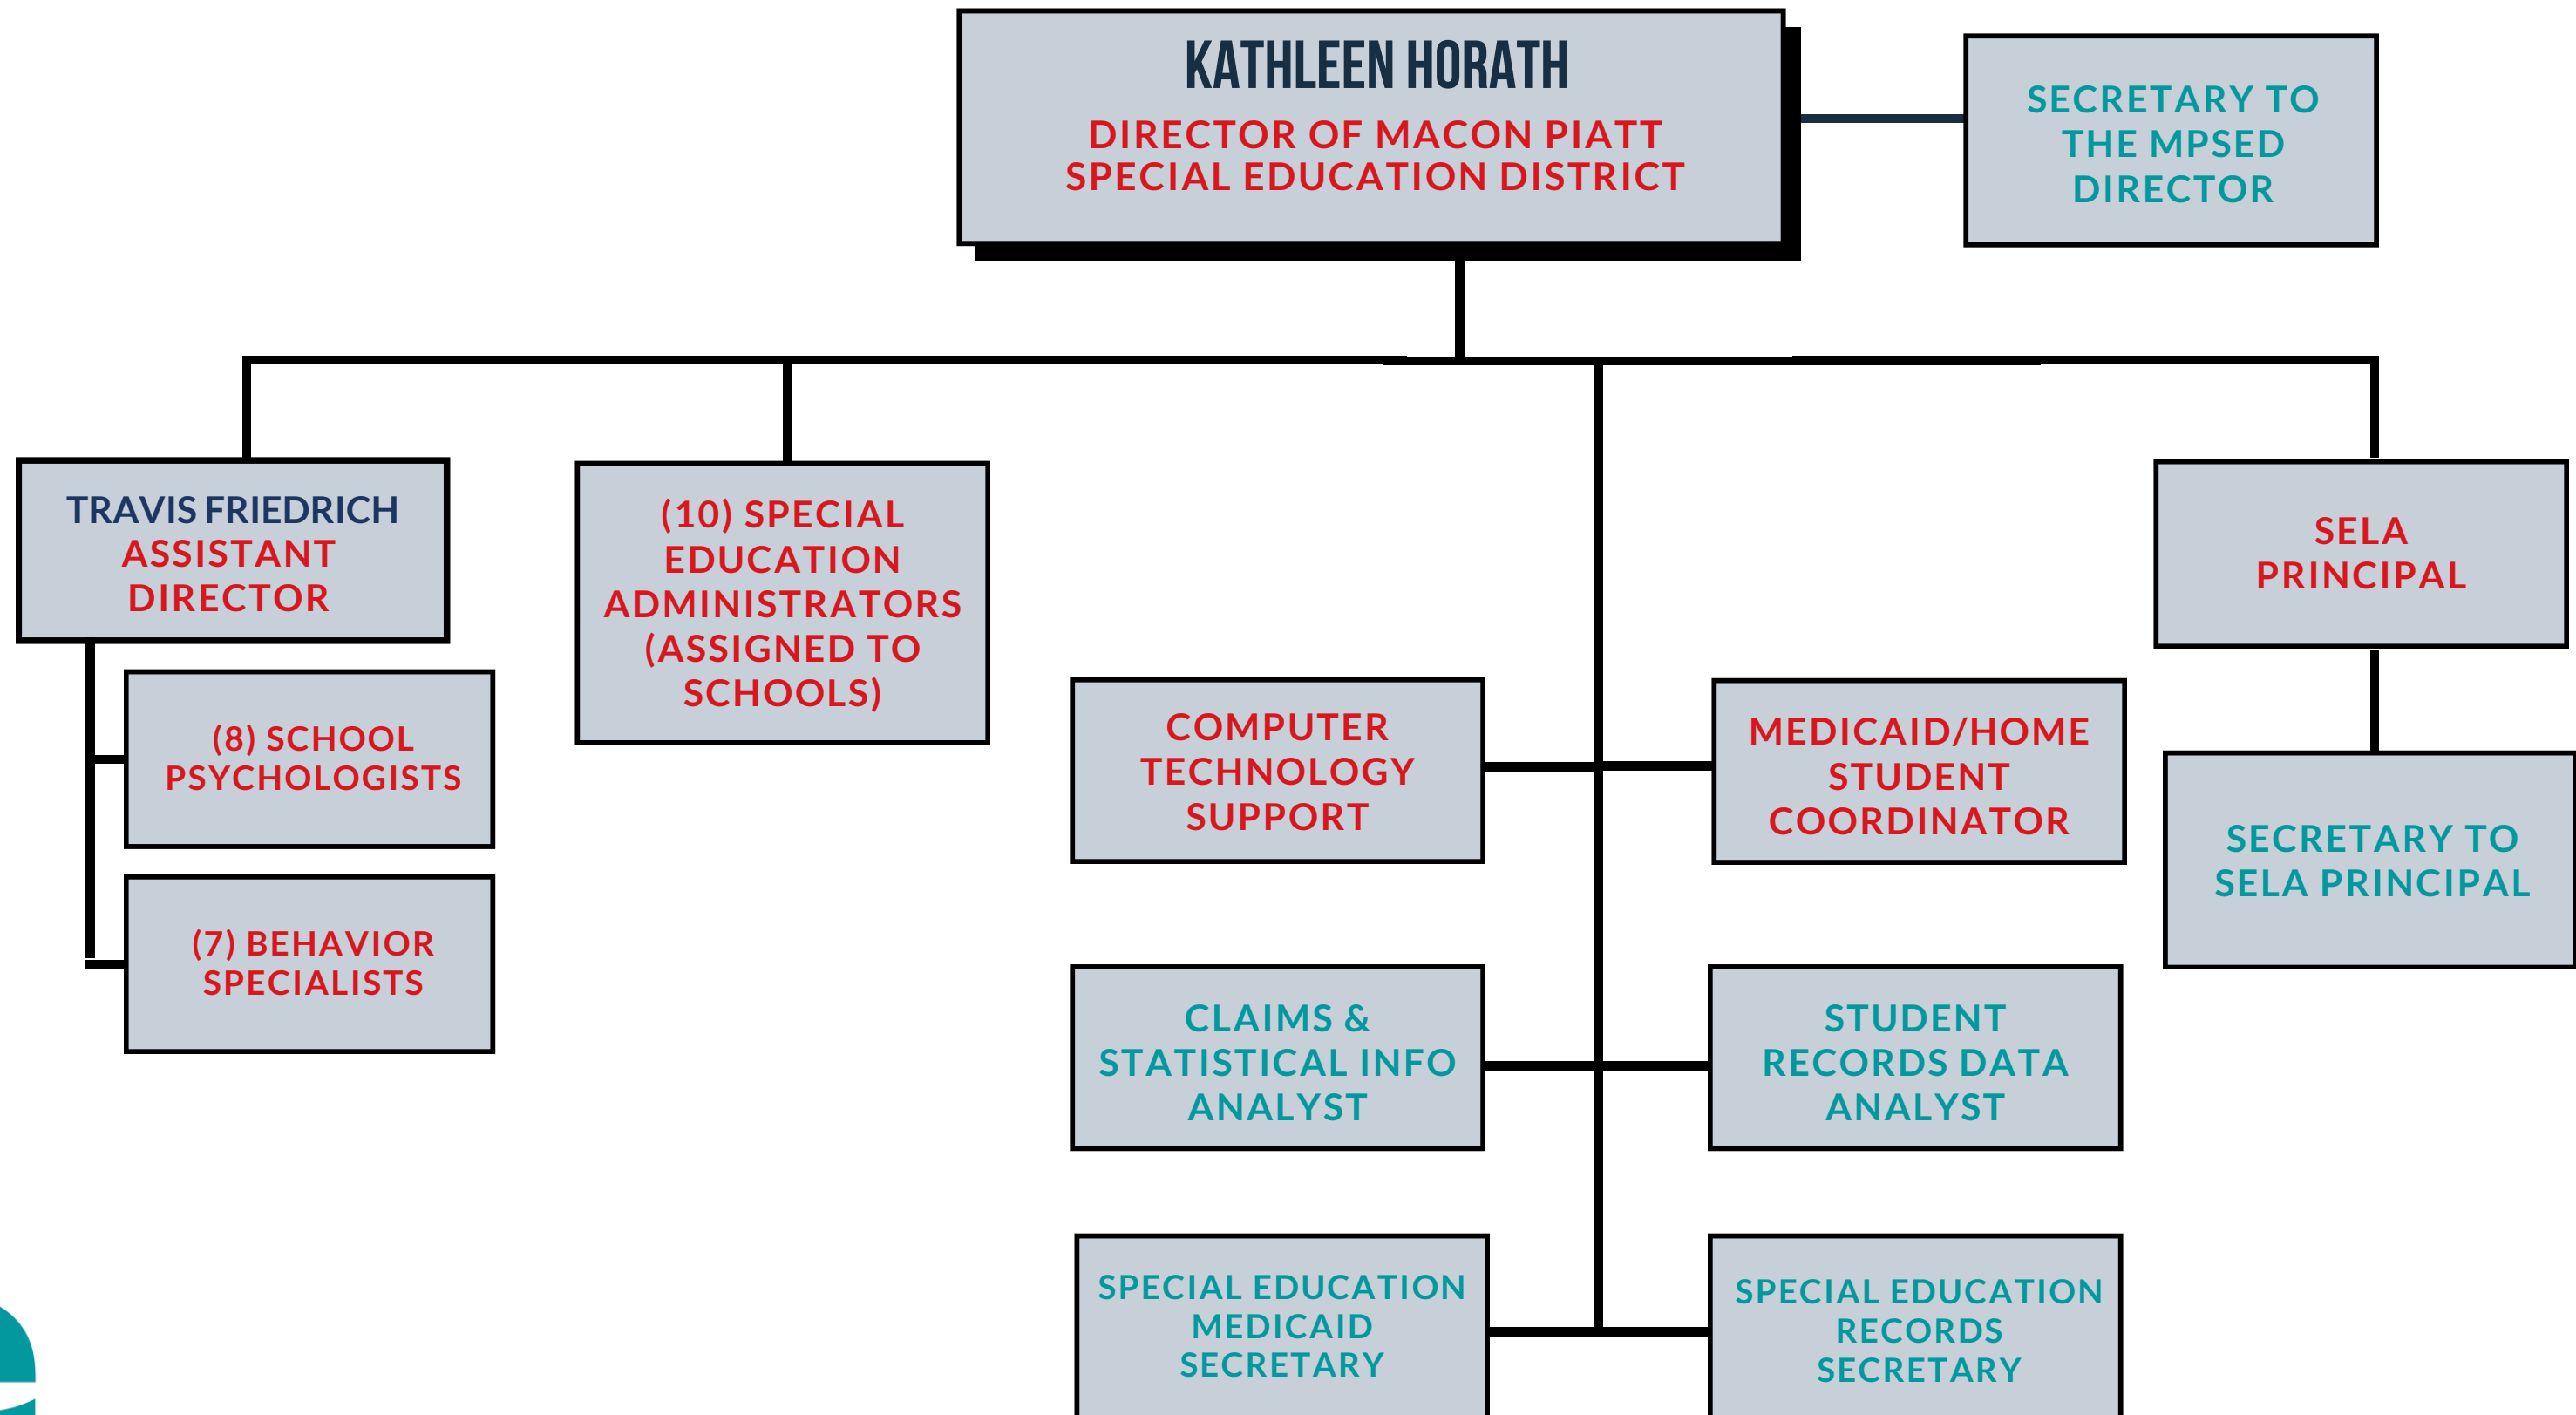 KATHLEEN HORATH
DIRECTOR OF MACON PIATT
SPECIAL EDUCATION DISTRICT
SECRETARY TO
THE MPSED
DIRECTOR
TRAVIS FRIEDRICH
ASSISTANT
DIRECTOR
(10) SPECIAL
EDUCATION
ADMINISTRATORS
(ASSIGNED TO
SCHOOLS)
SELA
PRINCIPAL
(8) SCHOOL
PSYCHOLOGISTS
COMPUTER
TECHNOLOGY
SUPPORT
MEDICAID/HOME
STUDENT
COORDINATOR
SECRETARY TO
SELA PRINCIPAL
(7) BEHAVIOR
SPECIALISTS
CLAIMS &
STATISTICAL INFO
ANALYST
STUDENT
RECORDS DATA
ANALYST
SPECIAL EDUCATION
MEDICAID
SECRETARY
SPECIAL EDUCATION
RECORDS
SECRETARY